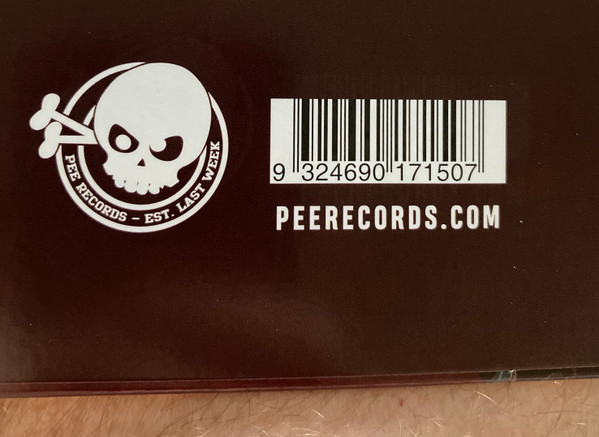 PEE RECORDS – EST. LAST WEEK
9 324690 171507
PEERECORDS.COM